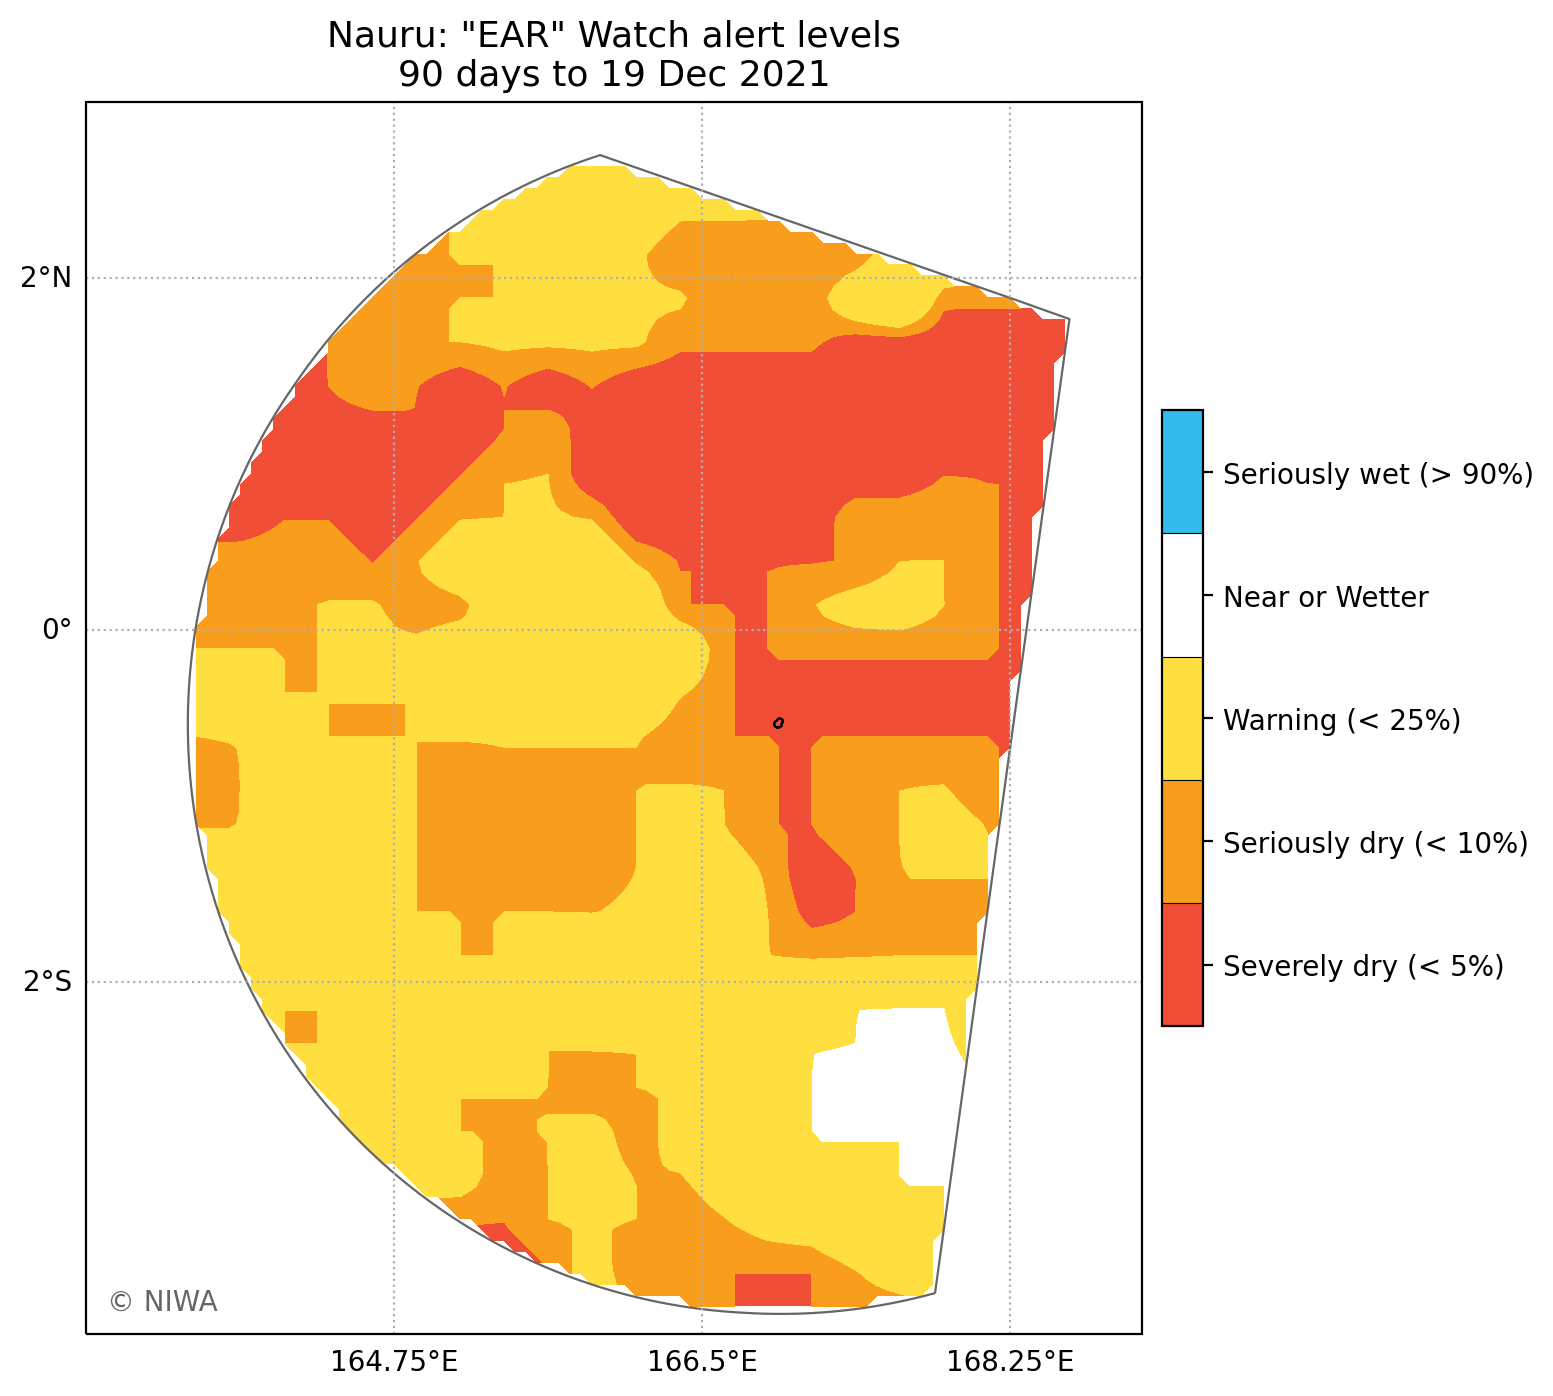 Nauru: "EAR" Watch alert levels
90 days to 19 Dec 2021
2°N
0°
2°S
164.75°E
166.5°E
168.25°E
Seriously wet (> 90%)
Near or Wetter
Warning (< 25%)
Seriously dry (< 10%)
Severely dry (< 5%)
© NIWA